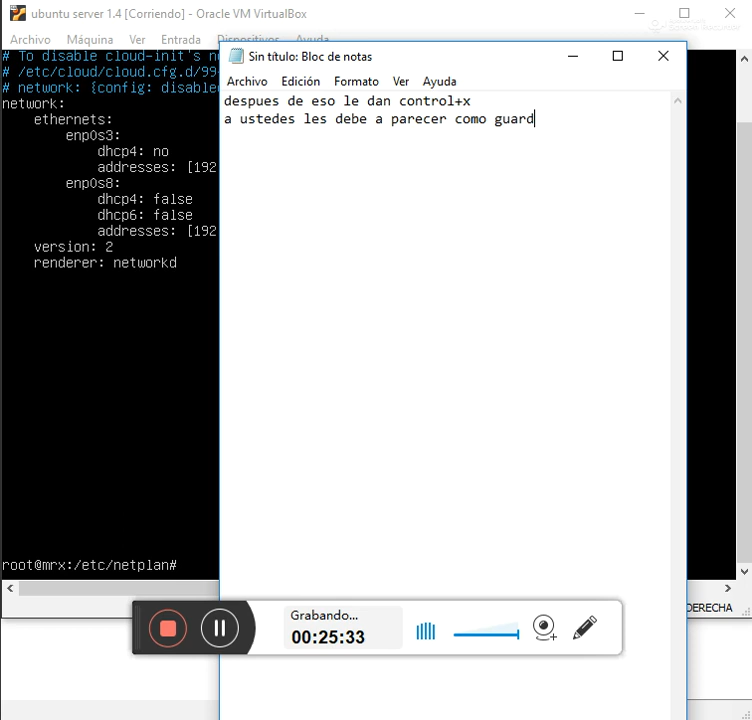 ubuntu server 1.4 [Corriendo] - Oracle VM VirtualBox
Archivo Máquina Ver Entrada Dispositivos Ayuda
# To disable cloud-init's n
# /etc/cloud/cloud.cfg.d/99-
# network: {config: disable
network:
ethernets:
enp0s3:
dhcp4: no
addresses: [192
enp0s8:
dhcp4: false
dhcp6: false
addresses: [192
version: 2
renderer: networkd
root@mrx:/etc/netplan#
Sin título: Bloc de notas
Archivo Edición Formato Ver Ayuda
despues de eso le dan control+x
a ustedes les debe a parecer como guard
DERECHA
Grabando...
00:25:33